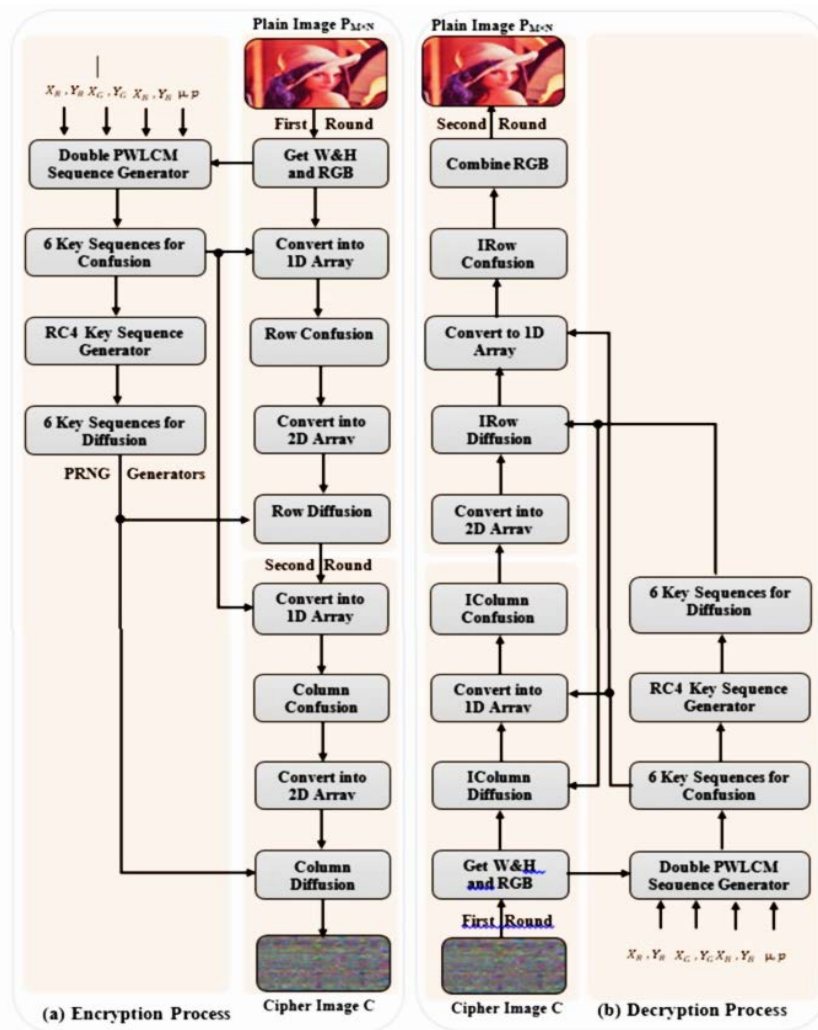 Plain Image P_M×N
X_R, Y_R X_G, Y_G X_B, Y_B μ, p
First Round
Double PWLCM
Sequence Generator
Get W&H
and RGB
6 Key Sequences for
Confusion
Convert into
1D Array
RC4 Key Sequence
Generator
Row Confusion
6 Key Sequences for
Diffusion
Convert into
2D Array
PRNG Generators
Row Diffusion
Second Round
Convert into
1D Array
Column
Confusion
Convert into
2D Array
Column
Diffusion
(a) Encryption Process
Cipher Image C
Plain Image P_M×N
Second Round
Combine RGB
IRow
Confusion
Convert to 1D
Array
IRow
Diffusion
Convert into
2D Array
IColumn
Confusion
6 Key Sequences for
Diffusion
Convert into
1D Array
RC4 Key Sequence
Generator
IColumn
Diffusion
6 Key Sequences for
Confusion
Get W&H
and RGB
Double PWLCM
Sequence Generator
First Round
X_R, Y_R X_G, Y_G X_B, Y_B μ, p
Cipher Image C
(b) Decryption Process